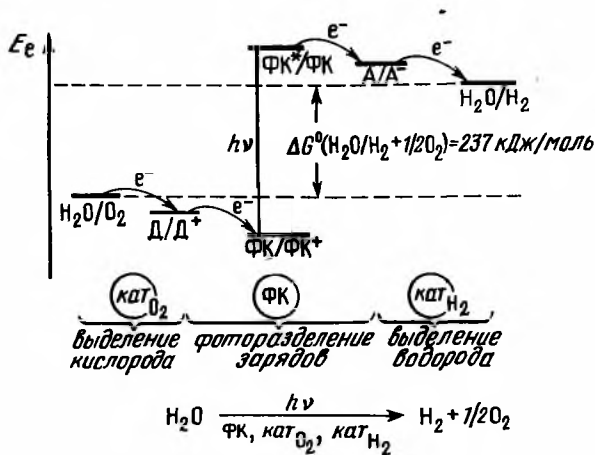 Eₑ
e⁻
e⁻
ФК*/ФК
A/A⁻
H₂O/H₂
hν
ΔG⁰(H₂O/H₂+1/2O₂)=237 кДж/моль
e⁻
e⁻
H₂O/O₂
Д/Д⁺
ФК/ФК⁺
кат O₂
ФК
кат H₂
выделение кислорода
фоторазделение зарядов
выделение водорода
hν
H₂O → H₂ + 1/2O₂
ФК, кат O₂, кат H₂